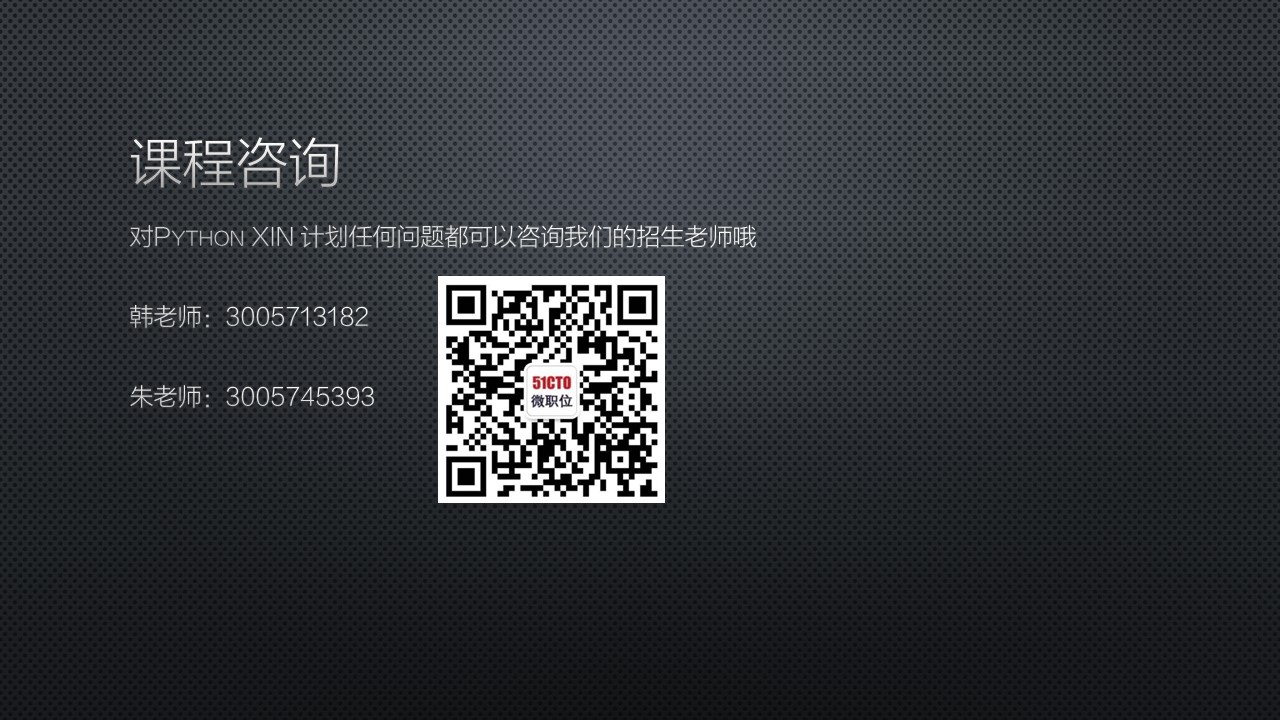 课程咨询
对PYTHON XIN 计划任何问题都可以咨询我们的招生老师哦
韩老师：3005713182
朱老师：3005745393
51CTO
微职位